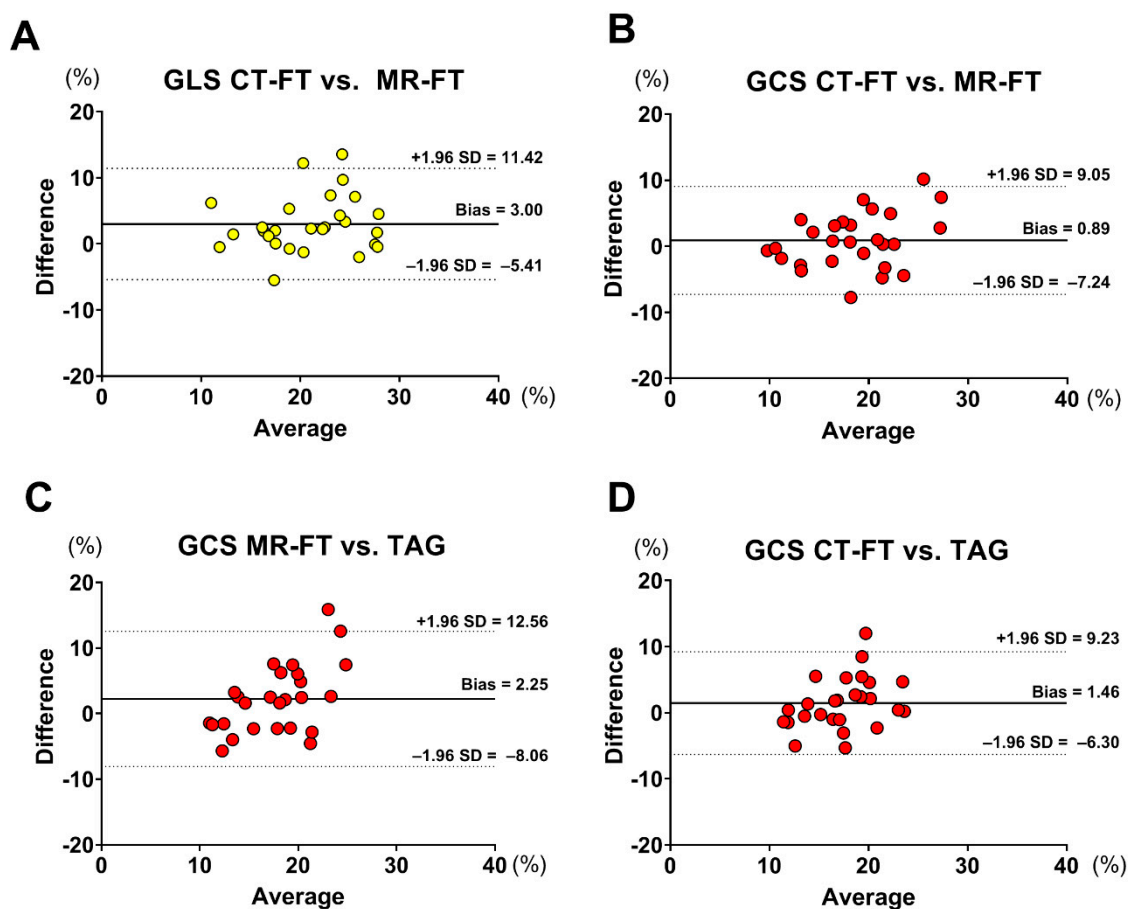 A
(%)
GLS CT-FT vs. MR-FT
20
10
0
-10
-20
Difference
+1.96 SD = 11.42
Bias = 3.00
–1.96 SD = –5.41
0
10
20
30
40
(%)
Average
B
(%)
GCS CT-FT vs. MR-FT
20
10
0
-10
-20
Difference
+1.96 SD = 9.05
Bias = 0.89
–1.96 SD = –7.24
0
10
20
30
40
(%)
Average
C
(%)
GCS MR-FT vs. TAG
20
10
0
-10
-20
Difference
+1.96 SD = 12.56
Bias = 2.25
–1.96 SD = –8.06
0
10
20
30
40
(%)
Average
D
(%)
GCS CT-FT vs. TAG
20
10
0
-10
-20
Difference
+1.96 SD = 9.23
Bias = 1.46
–1.96 SD = –6.30
0
10
20
30
40
(%)
Average